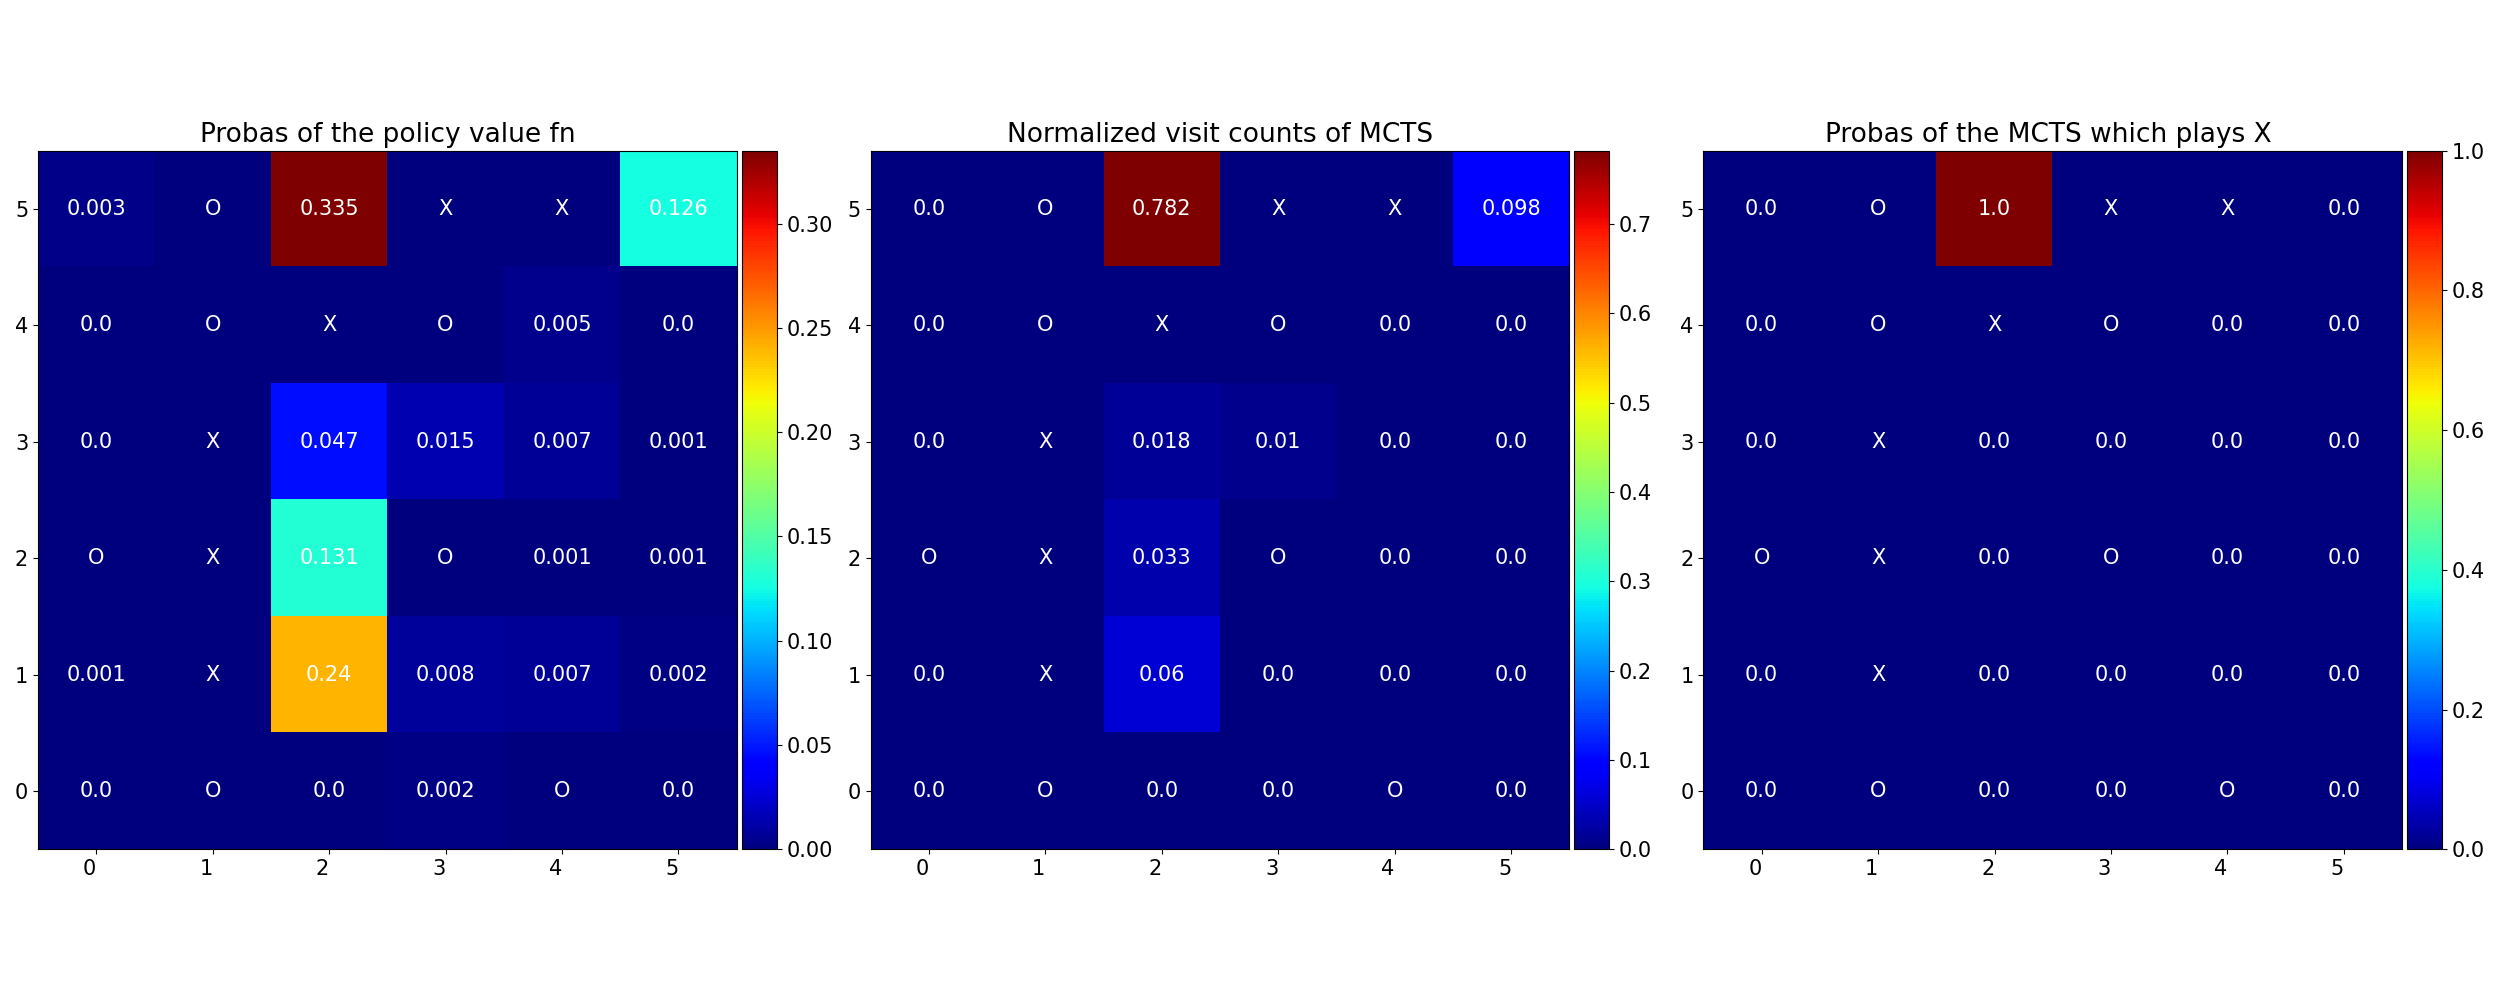 Probas of the policy value fn
5 0.003 O 0.335 X X 0.126
4 0.0 O X O 0.005 0.0
3 0.0 X 0.047 0.015 0.007 0.001
2 O X 0.131 O 0.001 0.001
1 0.001 X 0.24 0.008 0.007 0.002
0 0.0 O 0.0 0.002 O 0.0
0 1 2 3 4 5
0.30
0.25
0.20
0.15
0.10
0.05
0.00
Normalized visit counts of MCTS
5 0.0 O 0.782 X X 0.098
4 0.0 O X O 0.0 0.0
3 0.0 X 0.018 0.01 0.0 0.0
2 O X 0.033 O 0.0 0.0
1 0.0 X 0.06 0.0 0.0 0.0
0 0.0 O 0.0 0.0 O 0.0
0 1 2 3 4 5
0.7
0.6
0.5
0.4
0.3
0.2
0.1
0.0
Probas of the MCTS which plays X
5 0.0 O 1.0 X X 0.0
4 0.0 O X O 0.0 0.0
3 0.0 X 0.0 0.0 0.0 0.0
2 O X 0.0 O 0.0 0.0
1 0.0 X 0.0 0.0 0.0 0.0
0 0.0 O 0.0 0.0 O 0.0
0 1 2 3 4 5
1.0
0.8
0.6
0.4
0.2
0.0